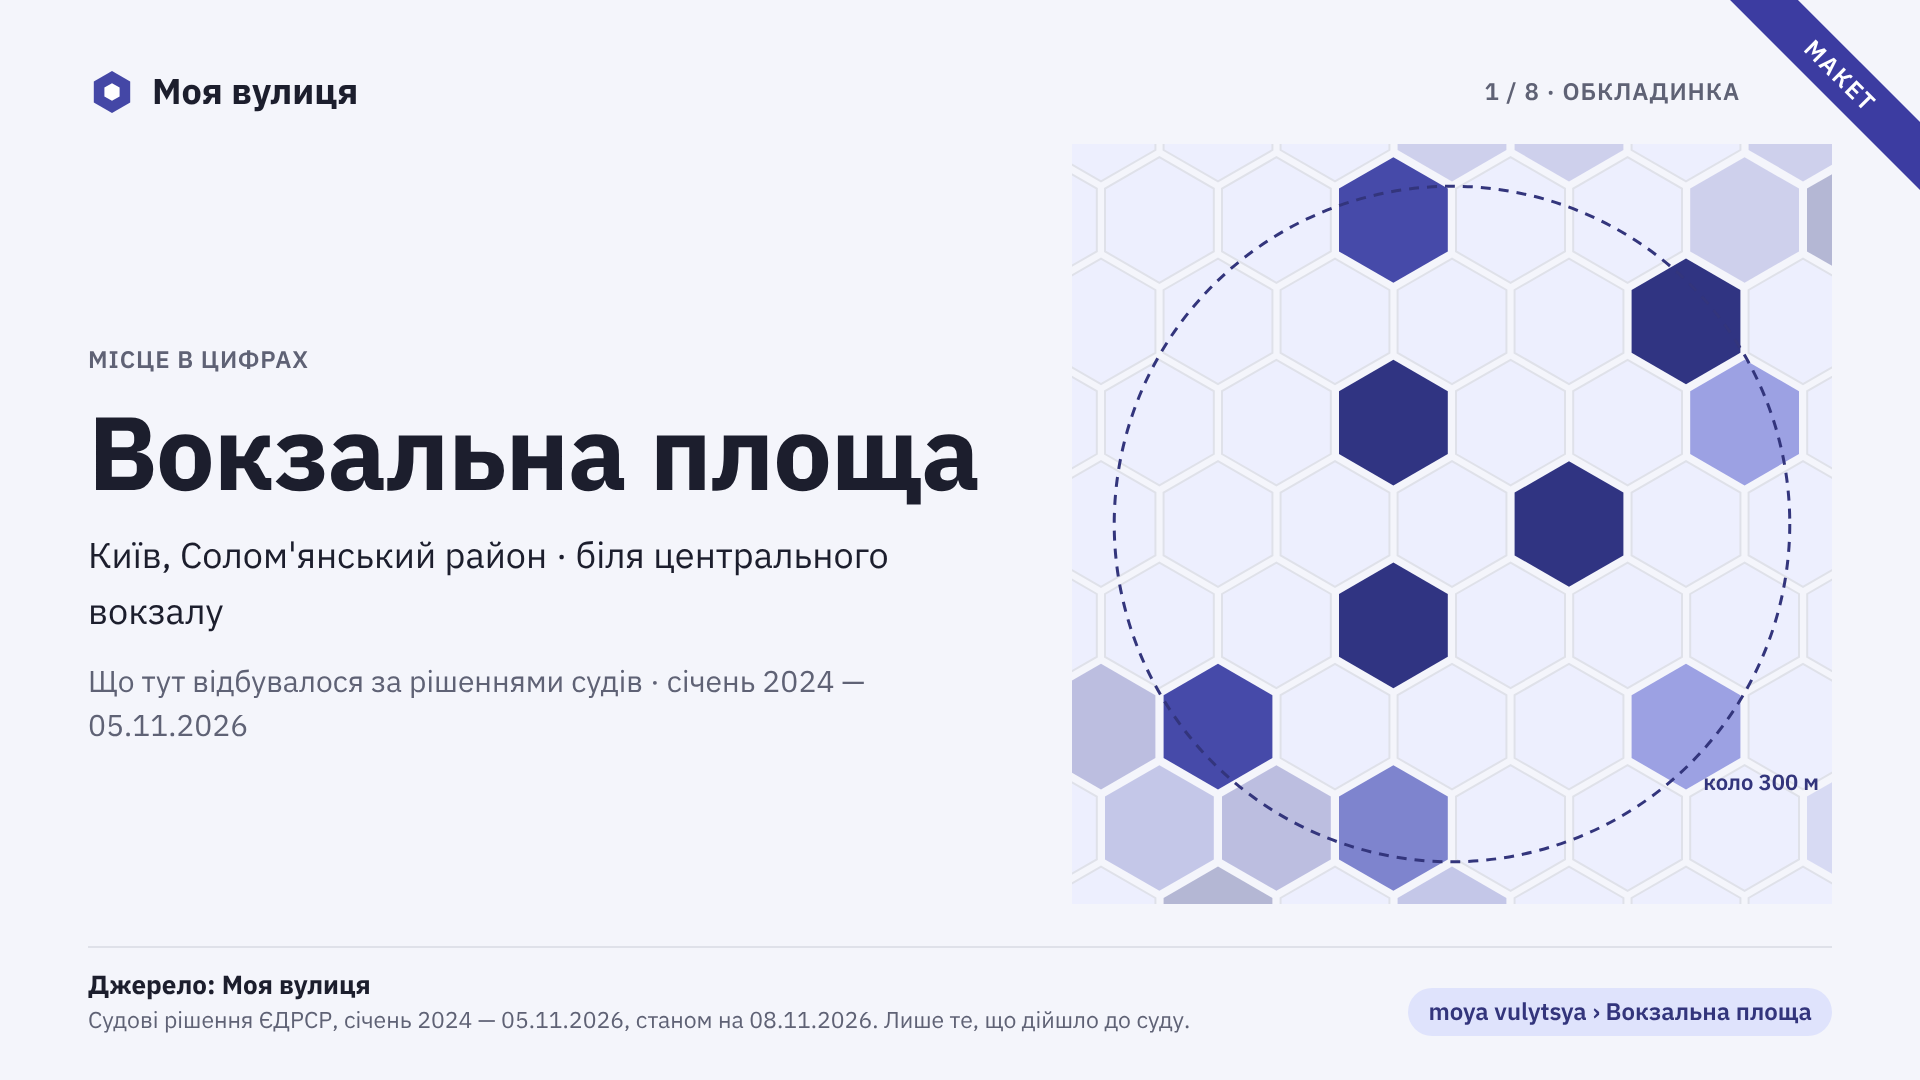 Моя вулиця
1 / 8 · ОБКЛАДИНКА
МАКЕТ
МІСЦЕ В ЦИФРАХ
Вокзальна площа
Київ, Солом'янський район · біля центрального
вокзалу
Що тут відбувалося за рішеннями судів · січень 2024 —
05.11.2026
коло 300 м
Джерело: Моя вулиця
Судові рішення ЄДРСР, січень 2024 — 05.11.2026, станом на 08.11.2026. Лише те, що дійшло до суду.
moya vulytsya › Вокзальна площа